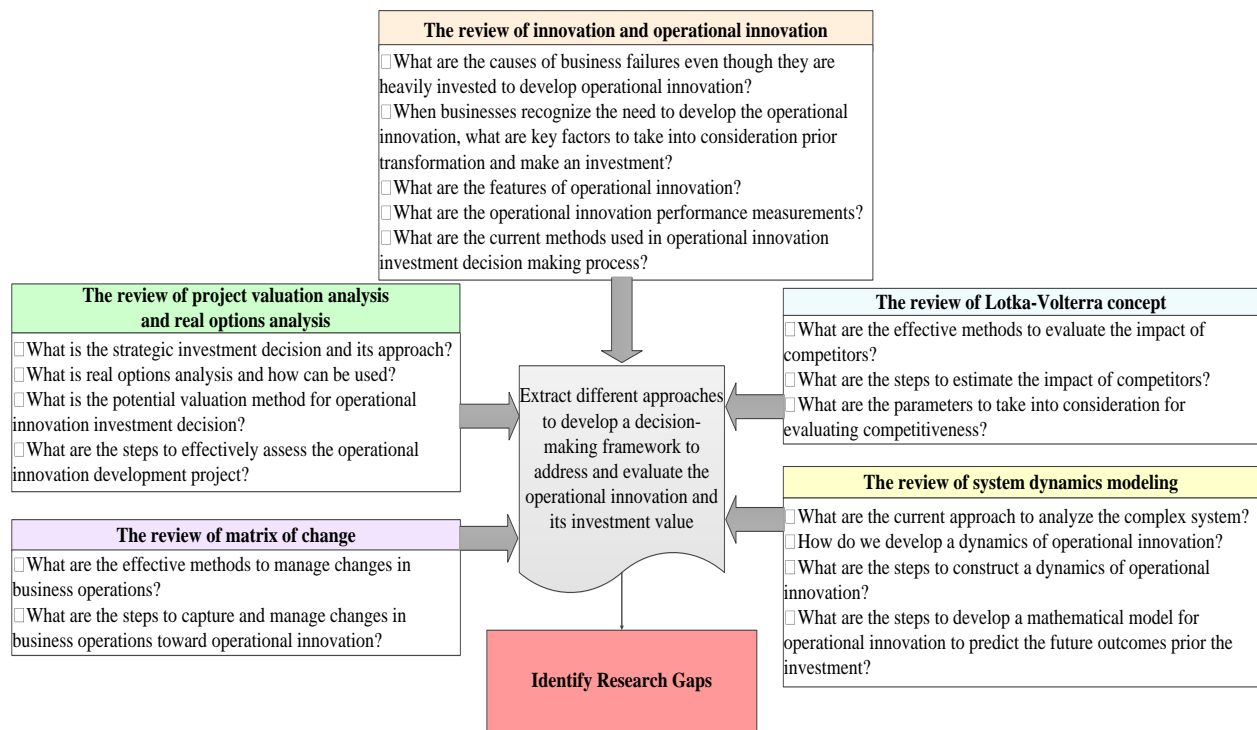 The review of innovation and operational innovation
□What are the causes of business failures even though they are
heavily invested to develop operational innovation?
□When businesses recognize the need to develop the operational
innovation, what are key factors to take into consideration prior
transformation and make an investment?
□What are the features of operational innovation?
□What are the operational innovation performance measurements?
□What are the current methods used in operational innovation
investment decision making process?
The review of project valuation analysis
and real options analysis
□What is the strategic investment decision and its approach?
□What is real options analysis and how can be used?
□What is the potential valuation method for operational
innovation investment decision?
□What are the steps to effectively assess the operational
innovation development project?
The review of matrix of change
□What are the effective methods to manage changes in
business operations?
□What are the steps to capture and manage changes in
business operations toward operational innovation?
Extract different approaches
to develop a decision-
making framework to
address and evaluate the
operational innovation and
its investment value
The review of Lotka-Volterra concept
□What are the effective methods to evaluate the impact of
competitors?
□What are the steps to estimate the impact of competitors?
□What are the parameters to take into consideration for
evaluating competitiveness?
The review of system dynamics modeling
□What are the current approach to analyze the complex system?
□How do we develop a dynamics of operational innovation?
□What are the steps to construct a dynamics of operational
innovation?
□What are the steps to develop a mathematical model for
operational innovation to predict the future outcomes prior the
investment?
Identify Research Gaps